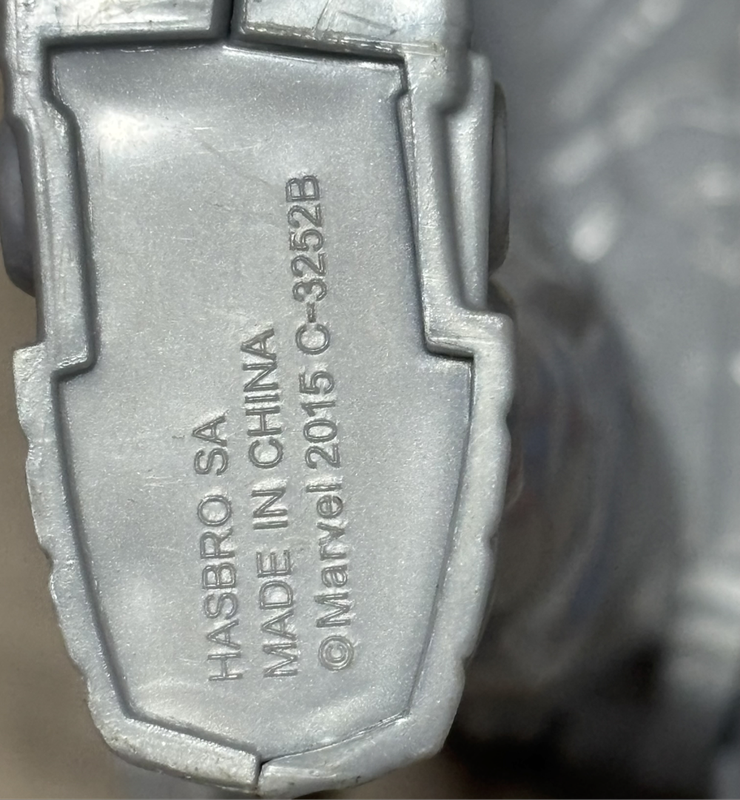 HASBRO SA
MADE IN CHINA
©Marvel 2015 C-3252B